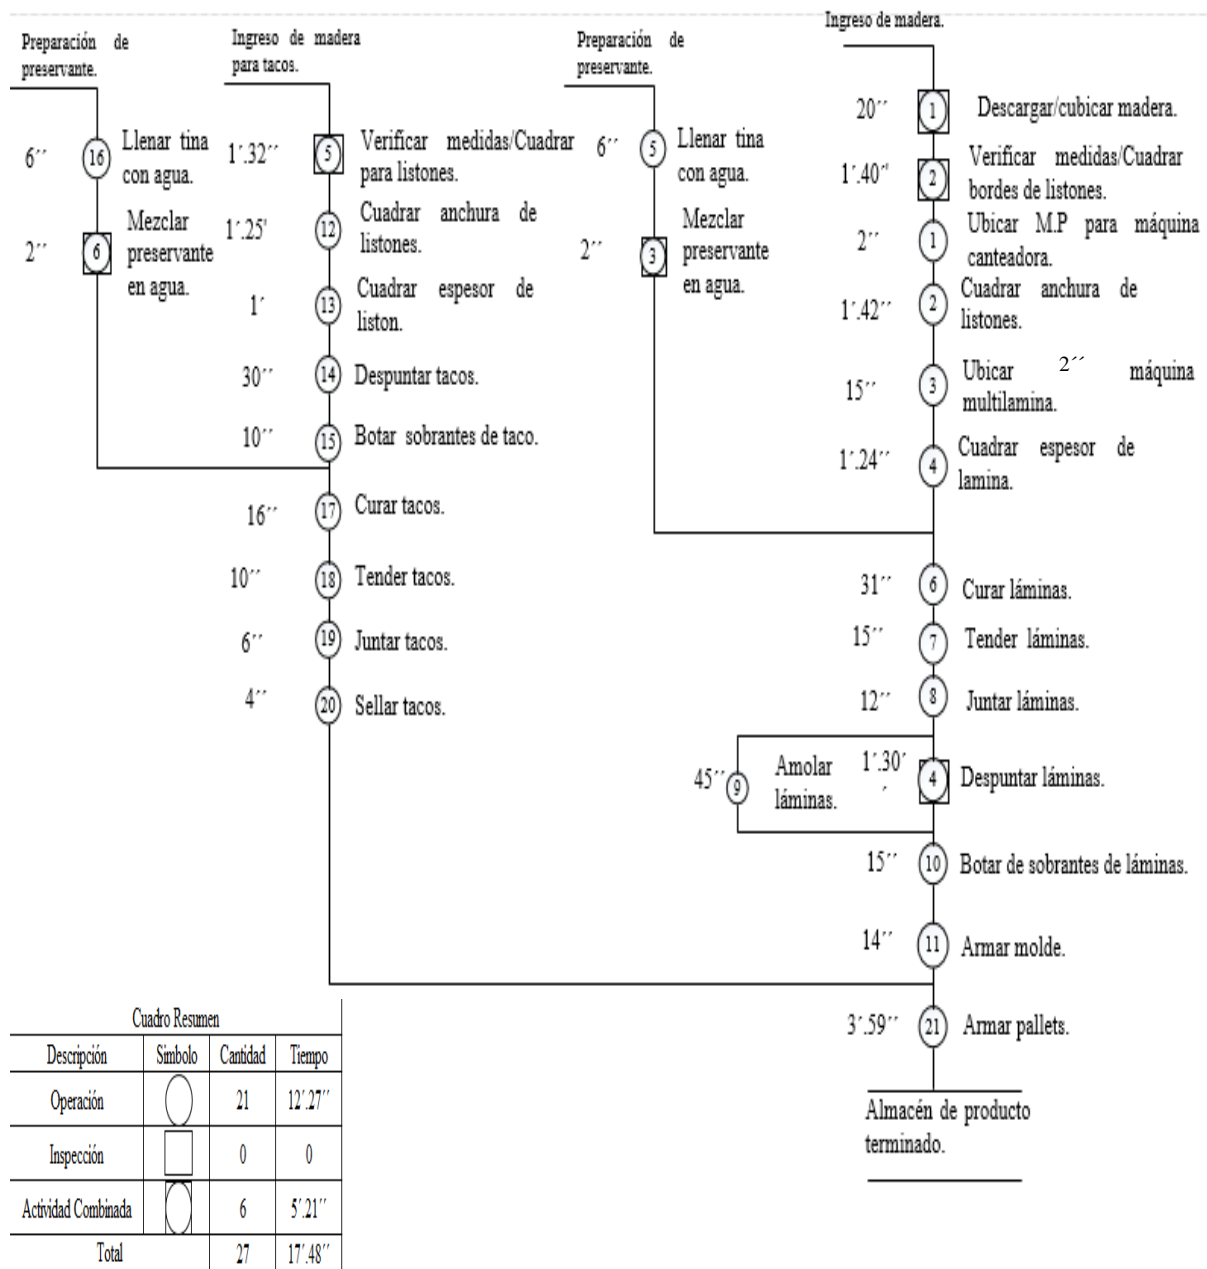 Preparación de
preservante.
6´´
16
Llenar tina
con agua.
2´´
6
Mezclar
preservante
en agua.
Ingreso de madera
para tacos.
1´.32´´
5
Verificar medidas/Cuadrar
para listones.
1´.25'
12
Cuadrar anchura de
listones.
1´
13
Cuadrar espesor de
liston.
30´´
14
Despuntar tacos.
10´´
15
Botar sobrantes de taco.
16´´
17
Curar tacos.
10´´
18
Tender tacos.
6´´
19
Juntar tacos.
4´´
20
Sellar tacos.
Preparación de
preservante.
6´´
5
Llenar tina
con agua.
2´´
3
Mezclar
preservante
en agua.
Ingreso de madera.
20´´
1
Descargar/cubicar madera.
1´.40´'
2
Verificar medidas/Cuadrar
bordes de listones.
2´´
1
Ubicar M.P para máquina
canteadora.
1´.42´´
2
Cuadrar anchura de
listones.
15´´
3
Ubicar 2´´ máquina
multilamina.
1´.24´´
4
Cuadrar espesor de
lamina.
31´´
6
Curar láminas.
15´´
7
Tender láminas.
12´´
8
Juntar láminas.
45´´
9
Amolar
láminas.
1´.30´
´
4
Despuntar láminas.
15´´
10
Botar de sobrantes de láminas.
14´´
11
Armar molde.
3´.59´´
21
Armar pallets.
Almacén de producto
terminado.
Cuadro Resumen
Descripción Símbolo Cantidad Tiempo
Operación 21 12´.27´´
Inspección 0 0
Actividad Combinada 6 5´.21´´
Total 27 17´.48´´